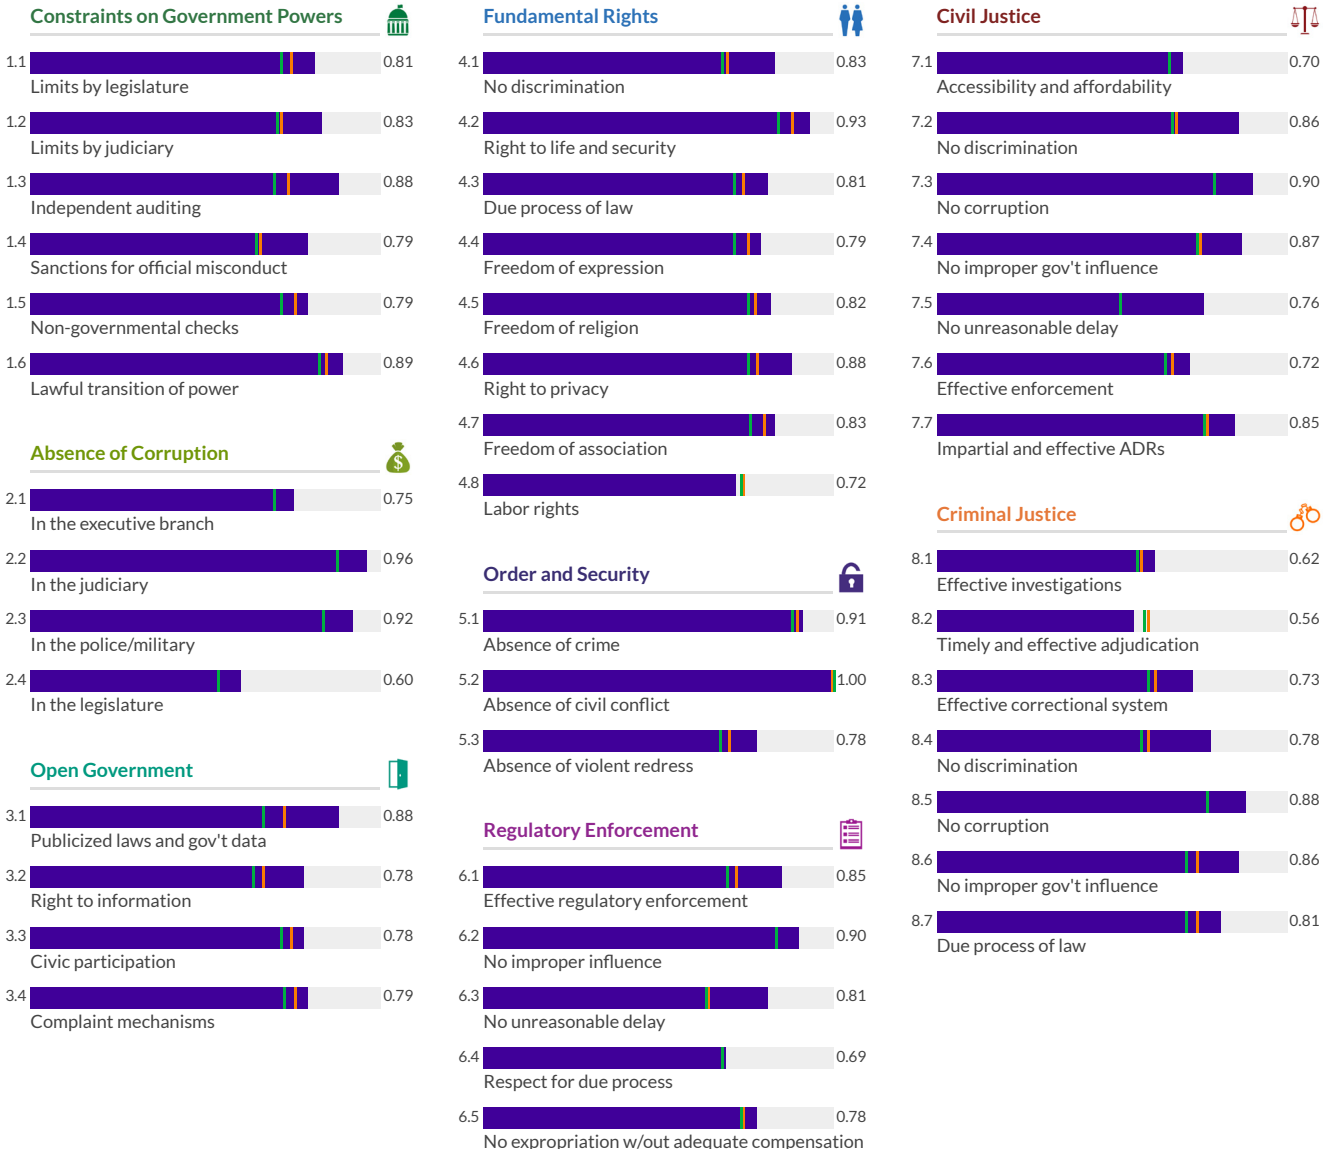 Constraints on Government Powers
1.1 0.81
Limits by legislature
1.2 0.83
Limits by judiciary
1.3 0.88
Independent auditing
1.4 0.79
Sanctions for official misconduct
1.5 0.79
Non-governmental checks
1.6 0.89
Lawful transition of power
Absence of Corruption
$
2.1 0.75
In the executive branch
2.2 0.96
In the judiciary
2.3 0.92
In the police/military
2.4 0.60
In the legislature
Open Government
3.1 0.88
Publicized laws and gov't data
3.2 0.78
Right to information
3.3 0.78
Civic participation
3.4 0.79
Complaint mechanisms
Fundamental Rights
4.1 0.83
No discrimination
4.2 0.93
Right to life and security
4.3 0.81
Due process of law
4.4 0.79
Freedom of expression
4.5 0.82
Freedom of religion
4.6 0.88
Right to privacy
4.7 0.83
Freedom of association
4.8 0.72
Labor rights
Order and Security
5.1 0.91
Absence of crime
5.2 1.00
Absence of civil conflict
5.3 0.78
Absence of violent redress
Regulatory Enforcement
6.1 0.85
Effective regulatory enforcement
6.2 0.90
No improper influence
6.3 0.81
No unreasonable delay
6.4 0.69
Respect for due process
6.5 0.78
No expropriation w/out adequate compensation
Civil Justice
7.1 0.70
Accessibility and affordability
7.2 0.86
No discrimination
7.3 0.90
No corruption
7.4 0.87
No improper gov't influence
7.5 0.76
No unreasonable delay
7.6 0.72
Effective enforcement
7.7 0.85
Impartial and effective ADRs
Criminal Justice
8.1 0.62
Effective investigations
8.2 0.56
Timely and effective adjudication
8.3 0.73
Effective correctional system
8.4 0.78
No discrimination
8.5 0.88
No corruption
8.6 0.86
No improper gov't influence
8.7 0.81
Due process of law